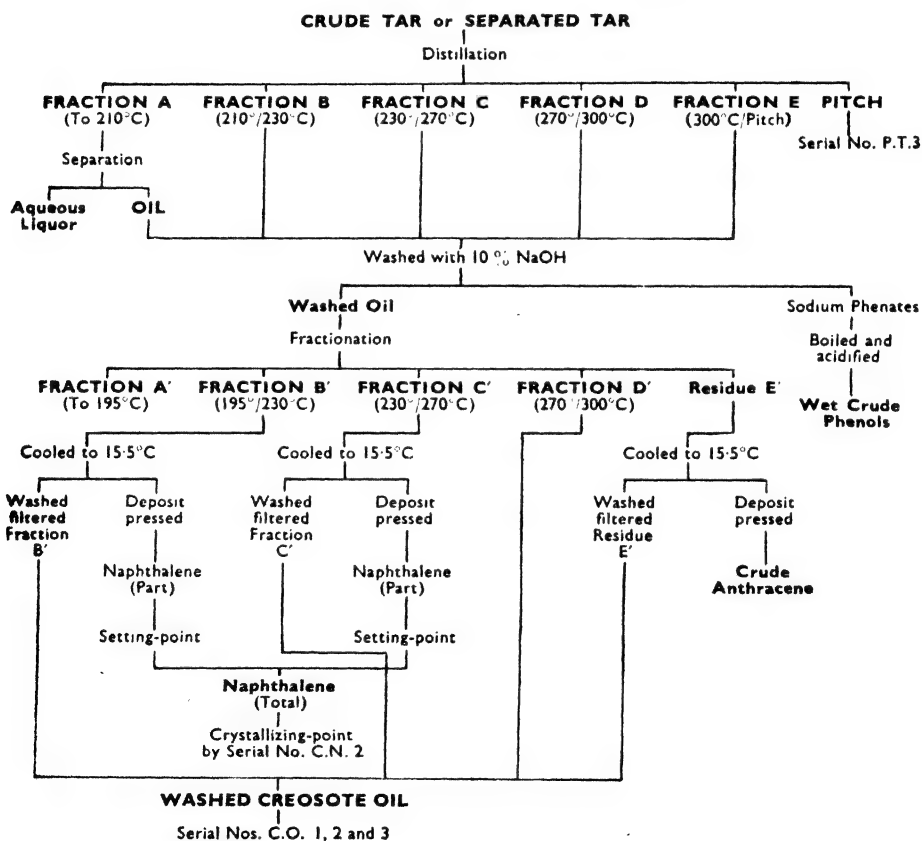 CRUDE TAR or SEPARATED TAR
Distillation
FRACTION A
(To 210°C)
FRACTION B
(210°/230°C)
FRACTION C
(230°/270°C)
FRACTION D
(270°/300°C)
FRACTION E
(300°C/Pitch)
PITCH
Serial No. P.T.3
Separation
Aqueous
Liquor
OIL
Washed with 10 % NaOH
Washed Oil
Fractionation
Sodium Phenates
Boiled and
acidified
Wet Crude
Phenols
FRACTION A′
(To 195°C)
FRACTION B′
(195°/230°C)
FRACTION C′
(230°/270°C)
FRACTION D′
(270°/300°C)
Residue E′
Cooled to 15·5°C
Cooled to 15·5°C
Cooled to 15·5°C
Washed
filtered
Fraction
B′
Deposit
pressed
Washed
filtered
Fraction
C′
Deposit
pressed
Washed
filtered
Residue
E′
Deposit
pressed
Naphthalene
(Part)
Naphthalene
(Part)
Crude
Anthracene
Setting-point
Setting-point
Naphthalene
(Total)
Crystallizing-point
by Serial No. C.N. 2
WASHED CREOSOTE OIL
Serial Nos. C.O. 1, 2 and 3